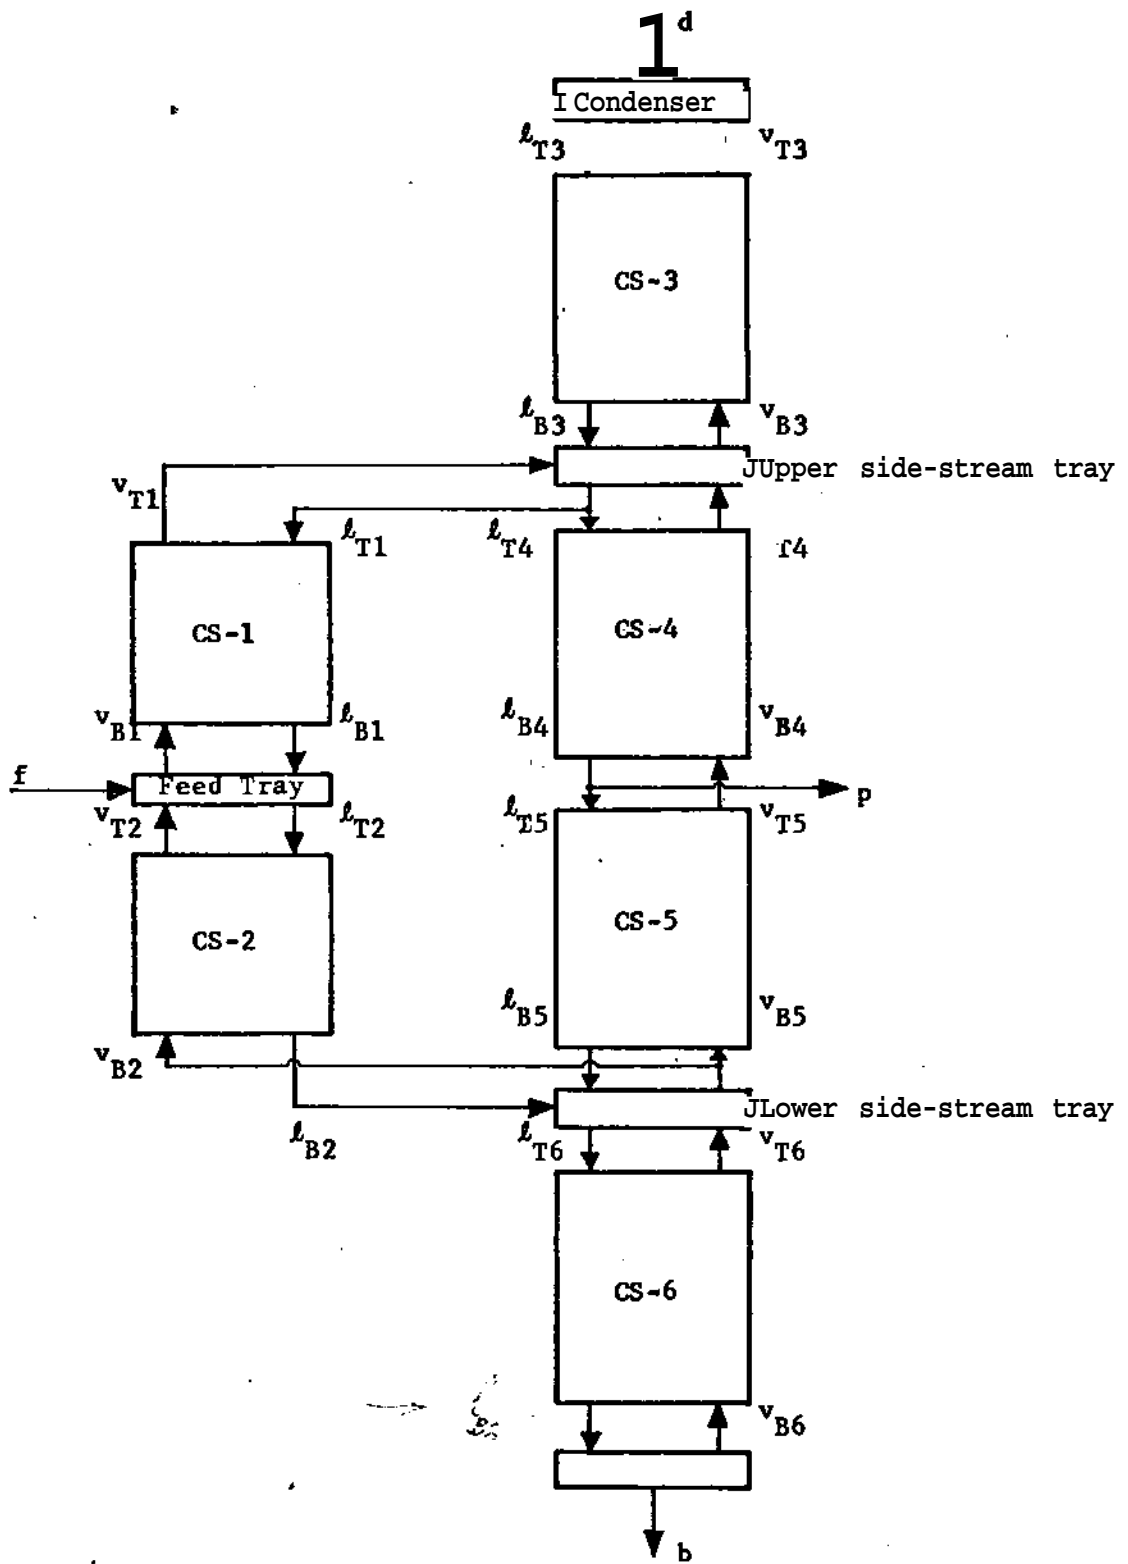 1 d
I Condenser
ℓT3 vT3
CS-3
ℓB3 vB3
JUpper side-stream tray
vT1
ℓT1 ℓT4 T4
CS-1 CS-4
vB1 ℓB1 ℓB4 vB4
f Feed Tray p
vT2 ℓT2 ℓT5 vT5
CS-2 CS-5
ℓB5 vB5
vB2
JLower side-stream tray
ℓB2 ℓT6 vT6
CS-6
vB6
b